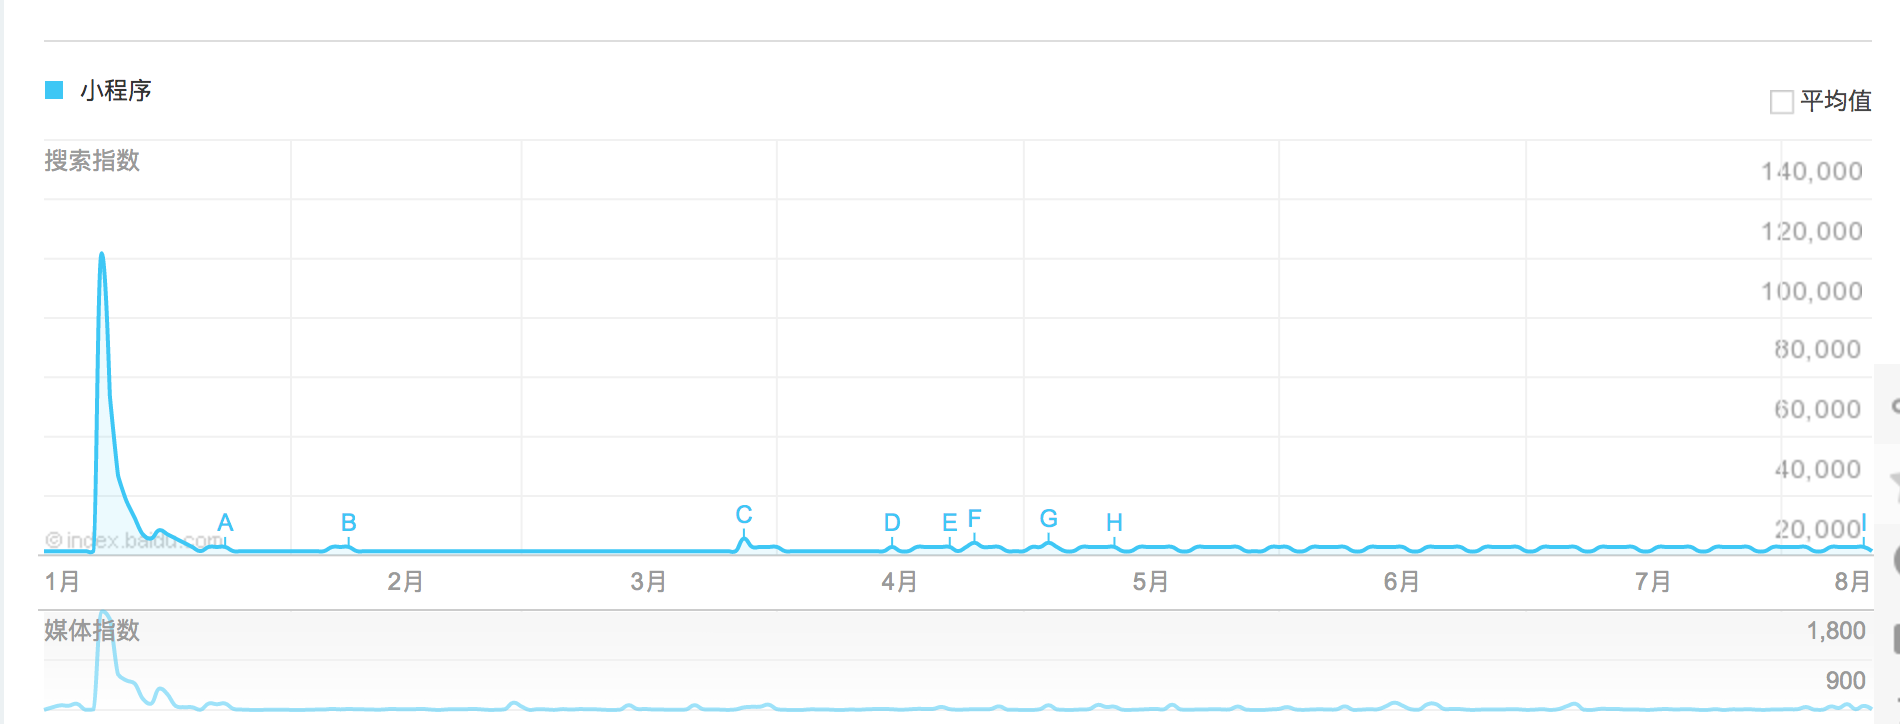 小程序
平均值
搜索指数
140,000
120,000
100,000
80,000
60,000
40,000
20,000
A B C D E F G H I
© index.baidu.com
1月 2月 3月 4月 5月 6月 7月 8月
媒体指数
1,800
900